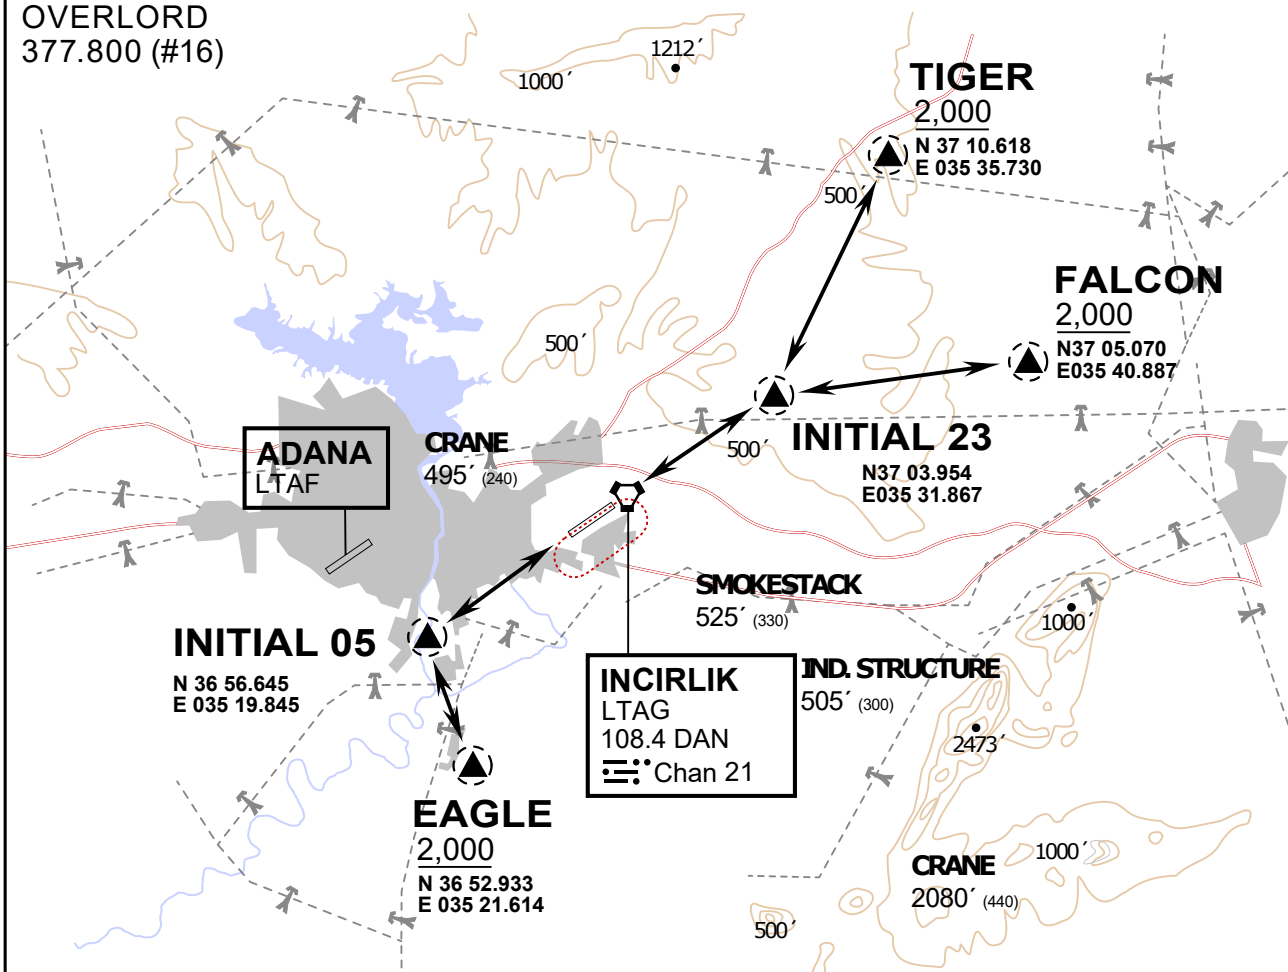 OVERLORD
377.800 (#16)
1212´
1000´
TIGER
2,000
N 37 10.618
E 035 35.730
500´
FALCON
2,000
N37 05.070
E035 40.887
500´
ADANA
LTAF
CRANE
495´ (240)
500´
INITIAL 23
N37 03.954
E035 31.867
SMOKESTACK
525´ (330)
1000´
INITIAL 05
N 36 56.645
E 035 19.845
INCIRLIK
LTAG
108.4 DAN
Chan 21
IND. STRUCTURE
505´ (300)
2473´
EAGLE
2,000
N 36 52.933
E 035 21.614
CRANE
2080´ (440)
1000´
500´